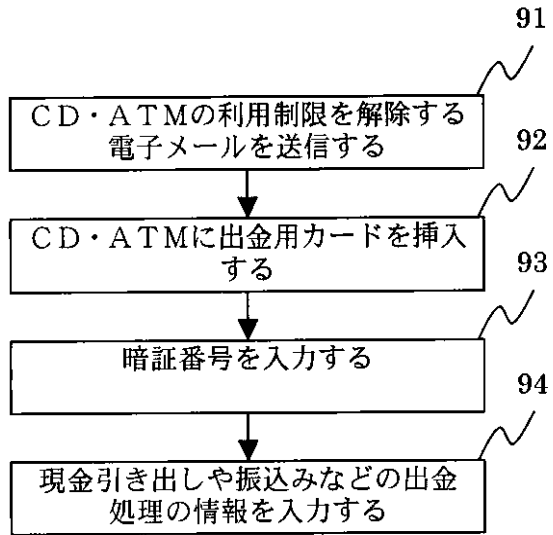 91
CD・ATMの利用制限を解除する
電子メールを送信する
92
CD・ATMに出金用カードを挿入
する
93
暗証番号を入力する
94
現金引き出しや振込みなどの出金
処理の情報を入力する